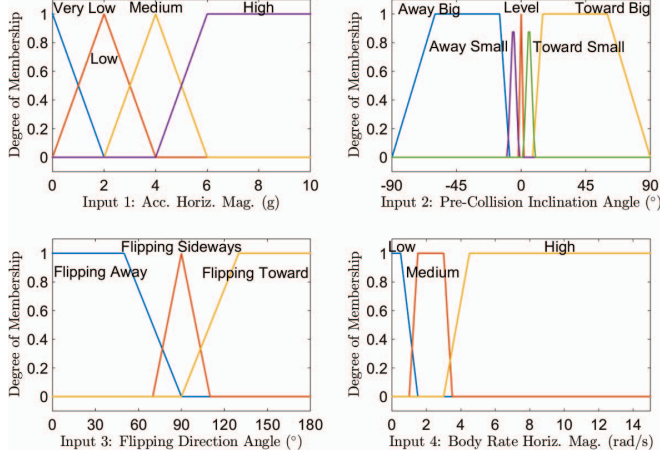 Very Low
Medium
High
Low
Degree of Membership
1
0.8
0.6
0.4
0.2
0
0
2
4
6
8
10
Input 1: Acc. Horiz. Mag. (g)
Away Big
Level
Toward Big
Away Small
Toward Small
Degree of Membership
1
0.8
0.6
0.4
0.2
0
-90
-45
0
45
90
Input 2: Pre-Collision Inclination Angle (°)
Flipping Sideways
Flipping Away
Flipping Toward
Degree of Membership
1
0.8
0.6
0.4
0.2
0
0
30
60
90
120
150
180
Input 3: Flipping Direction Angle (°)
Low
High
Medium
Degree of Membership
1
0.8
0.6
0.4
0.2
0
0
3
6
9
12
15
Input 4: Body Rate Horiz. Mag. (rad/s)